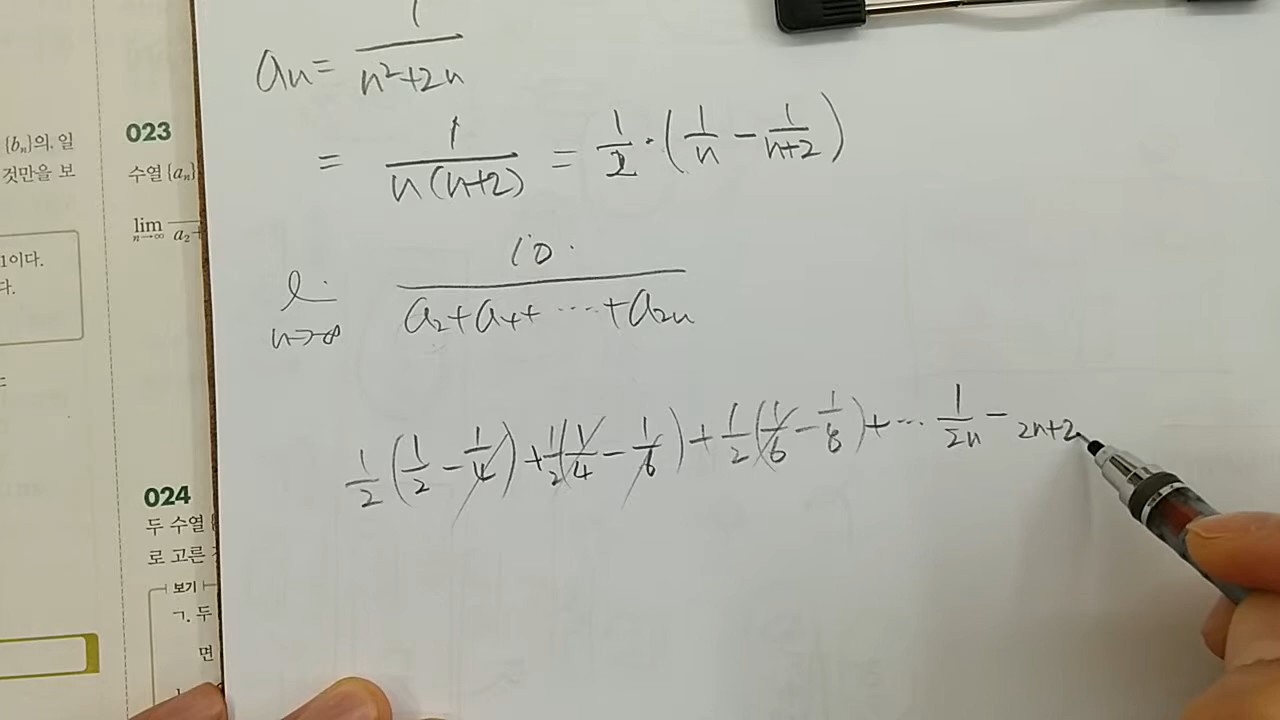 {bₙ}의 일
것만을 보
1이다.
다.
023
수열 {aₙ}
lim n→∞ a₂+
024
두 수열 {
로 고른
보기
ㄱ. 두
면
aₙ = 1/(n²+2n)
= 1/(n(n+2)) = 1/2 · (1/n − 1/(n+2))
l n→∞ 10/(a₂+a₄+ ⋯ +a₂ₙ)
1/2 (1/2 − 1/4) + 1/2 (1/4 − 1/6) + 1/2 (1/6 − 1/8) + ⋯ 1/2n − 2n+2